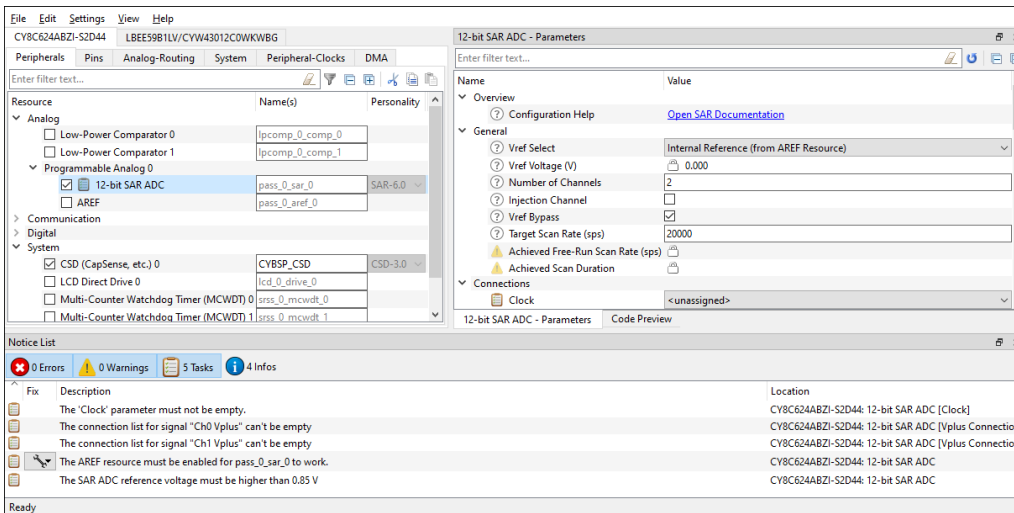 File Edit Settings View Help
CY8C624ABZI-S2D44 LBEE59B1LV/CYW43012C0WKWBG
Peripherals Pins Analog-Routing System Peripheral-Clocks DMA
Enter filter text...
Resource Name(s) Personality
Analog
Low-Power Comparator 0 lpcomp_0_comp_0
Low-Power Comparator 1 lpcomp_0_comp_1
Programmable Analog 0
12-bit SAR ADC pass_0_sar_0 SAR-6.0
AREF pass_0_aref_0
Communication
Digital
System
CSD (CapSense, etc.) 0 CYBSP_CSD CSD-3.0
LCD Direct Drive 0 lcd_0_drive_0
Multi-Counter Watchdog Timer (MCWDT) 0 srss_0_mcwdt_0
Multi-Counter Watchdog Timer (MCWDT) 1 srss_0_mcwdt_1
12-bit SAR ADC - Parameters
Enter filter text...
Name Value
Overview
Configuration Help Open SAR Documentation
General
Vref Select Internal Reference (from AREF Resource)
Vref Voltage (V) 0.000
Number of Channels 2
Injection Channel
Vref Bypass
Target Scan Rate (sps) 20000
Achieved Free-Run Scan Rate (sps)
Achieved Scan Duration
Connections
Clock <unassigned>
12-bit SAR ADC - Parameters Code Preview
Notice List
0 Errors 0 Warnings 5 Tasks 4 Infos
Fix Description Location
The 'Clock' parameter must not be empty. CY8C624ABZI-S2D44: 12-bit SAR ADC [Clock]
The connection list for signal "Ch0 Vplus" can't be empty CY8C624ABZI-S2D44: 12-bit SAR ADC [Vplus Connectio
The connection list for signal "Ch1 Vplus" can't be empty CY8C624ABZI-S2D44: 12-bit SAR ADC [Vplus Connectio
The AREF resource must be enabled for pass_0_sar_0 to work. CY8C624ABZI-S2D44: 12-bit SAR ADC
The SAR ADC reference voltage must be higher than 0.85 V CY8C624ABZI-S2D44: 12-bit SAR ADC
Ready